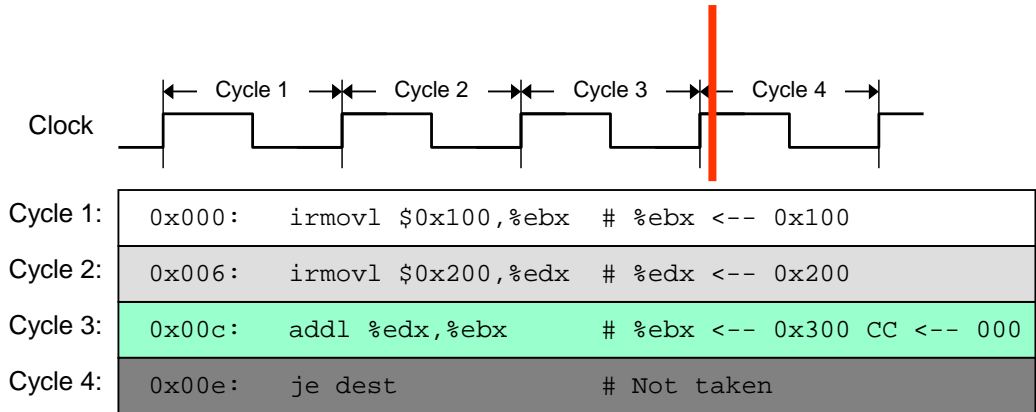 Cycle 1 Cycle 2 Cycle 3 Cycle 4
Clock
Cycle 1: 0x000: irmovl $0x100,%ebx # %ebx <-- 0x100
Cycle 2: 0x006: irmovl $0x200,%edx # %edx <-- 0x200
Cycle 3: 0x00c: addl %edx,%ebx # %ebx <-- 0x300 CC <-- 000
Cycle 4: 0x00e: je dest # Not taken